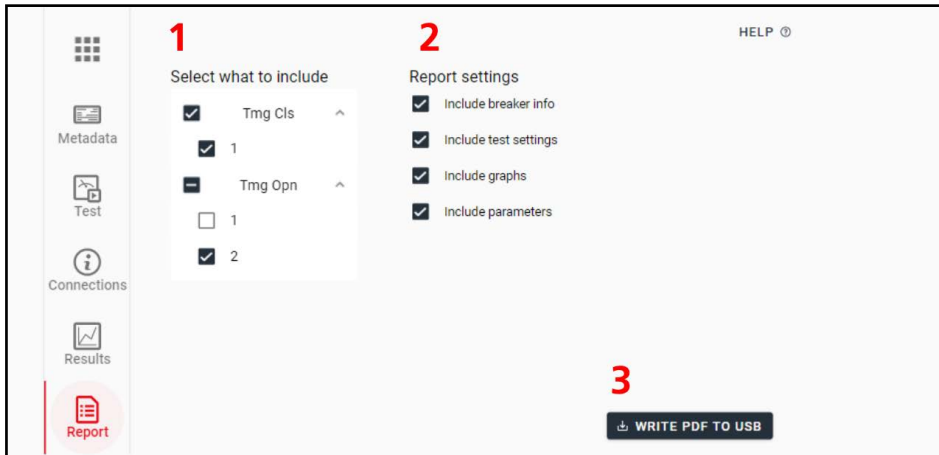 1
2
HELP
Select what to include
Report settings
Tmg Cls
1
Tmg Opn
1
2
Include breaker info
Include test settings
Include graphs
Include parameters
Metadata
Test
Connections
Results
Report
3
WRITE PDF TO USB